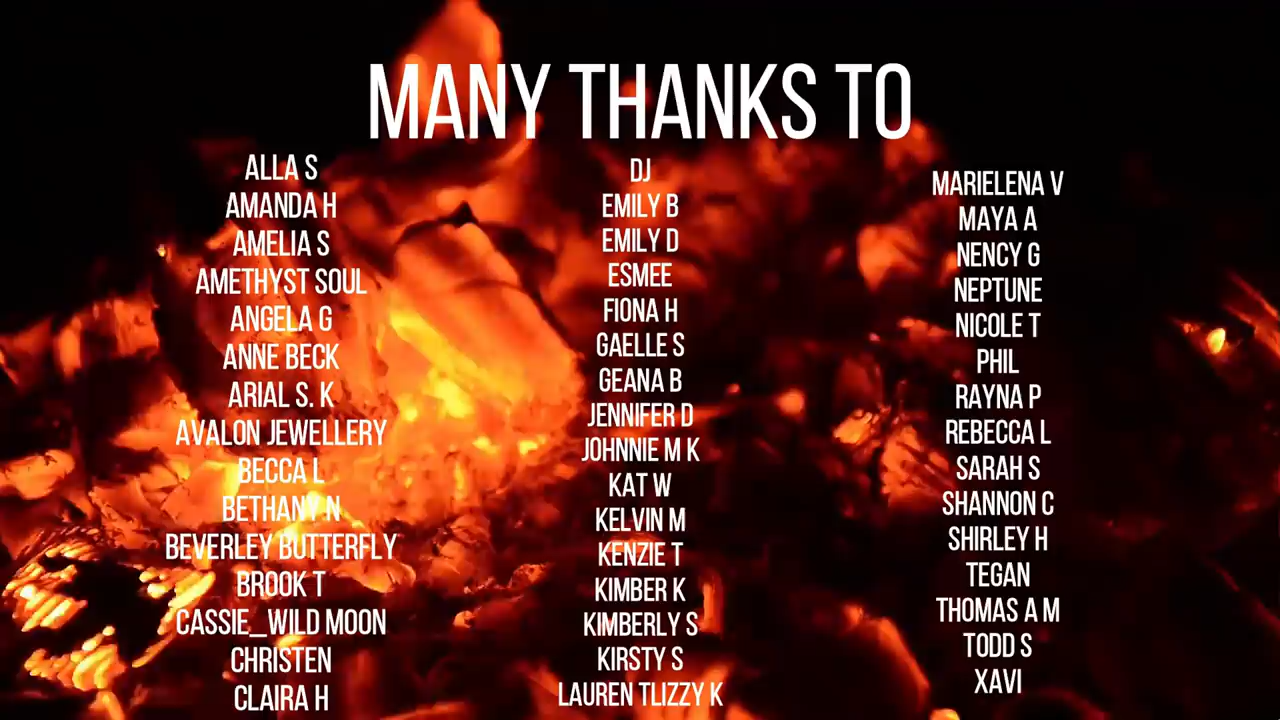 MANY THANKS TO
ALLA S
AMANDA H
AMELIA S
AMETHYST SOUL
ANGELA G
ANNE BECK
ARIAL S. K
AVALON JEWELLERY
BECCA L
BETHANY N
BEVERLEY BUTTERFLY
BROOK T
CASSIE_WILD MOON
CHRISTEN
CLAIRA H
DJ
EMILY B
EMILY D
ESMEE
FIONA H
GAELLE S
GEANA B
JENNIFER D
JOHNNIE M K
KAT W
KELVIN M
KENZIE T
KIMBER K
KIMBERLY S
KIRSTY S
LAUREN TLIZZY K
MARIELENA V
MAYA A
NENCY G
NEPTUNE
NICOLE T
PHIL
RAYNA P
REBECCA L
SARAH S
SHANNON C
SHIRLEY H
TEGAN
THOMAS A M
TODD S
XAVI